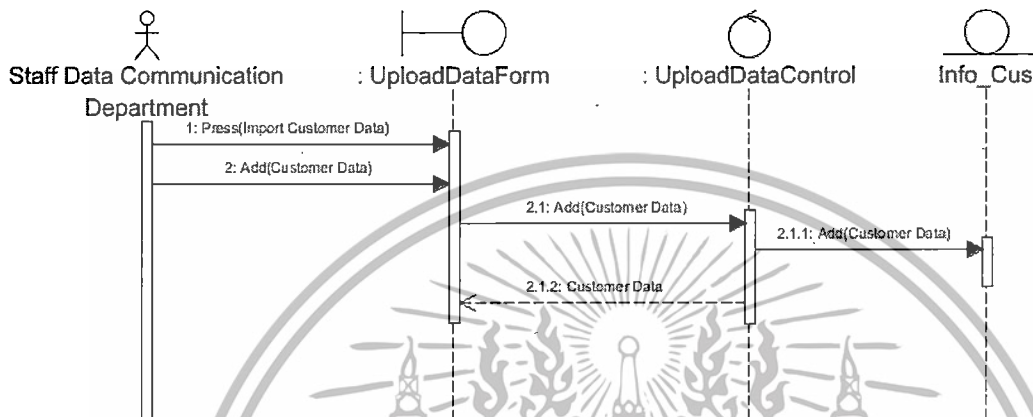 Staff Data Communication
Department
: UploadDataForm
: UploadDataControl
Info_Cus
1: Press(Import Customer Data)
2: Add(Customer Data)
2.1: Add(Customer Data)
2.1.1: Add(Customer Data)
2.1.2: Customer Data